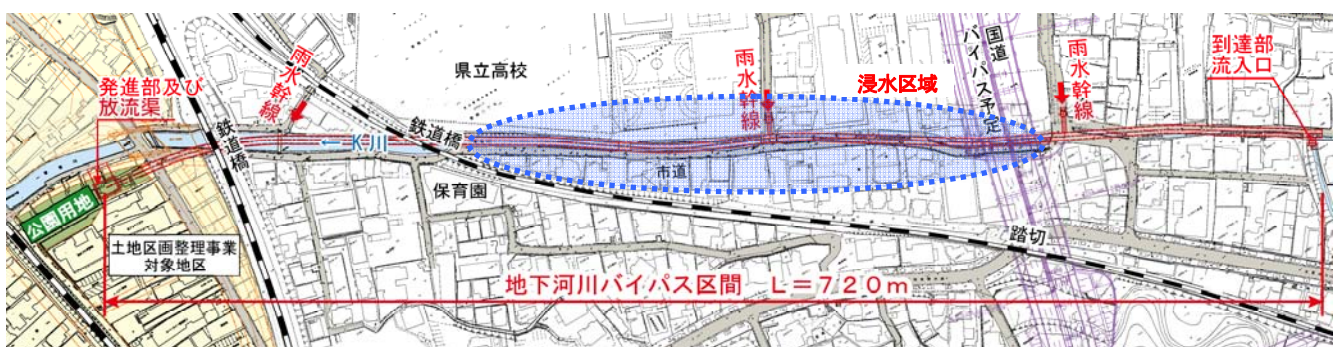 発進部及び
放流渠
雨水幹線
県立高校
雨水幹線
浸水区域
国道
バイパス予定
雨水幹線
到達部
流入口
鉄道橋
← K川
鉄道橋
保育園
市道
公園用地
土地区画整理事業
対象地区
踏切
地下河川バイパス区間 L=720m